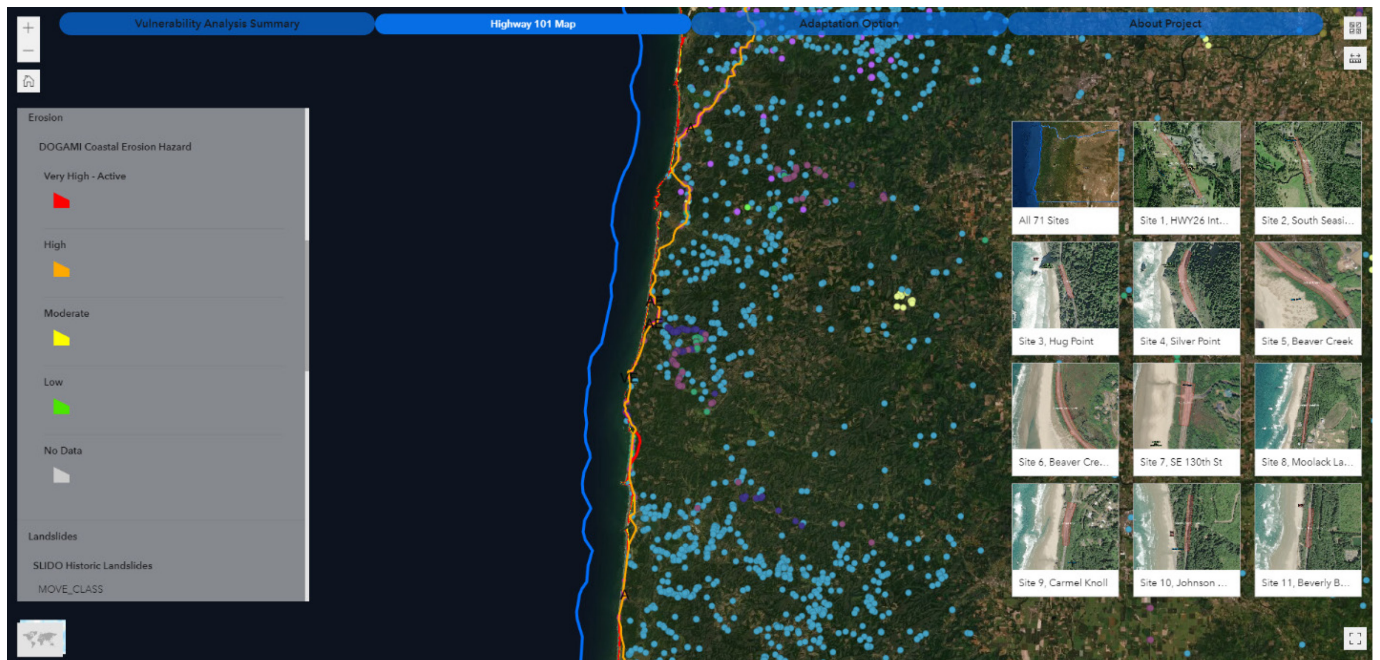 Vulnerability Analysis Summary
Highway 101 Map
Adaptation Option
About Project
Erosion
DOGAMI Coastal Erosion Hazard
Very High - Active
High
Moderate
Low
No Data
Landslides
SLIDO Historic Landslides
MOVE_CLASS
A
AE
AE
VE
A
All 71 Sites
Site 1, HWY26 Int...
Site 2, South Seasi...
Site 3, Hug Point
Site 4, Silver Point
Site 5, Beaver Creek
Site 6, Beaver Cre...
Site 7, SE 130th St
Site 8, Moolack La...
Site 9, Carmel Knoll
Site 10, Johnson ...
Site 11, Beverly B...